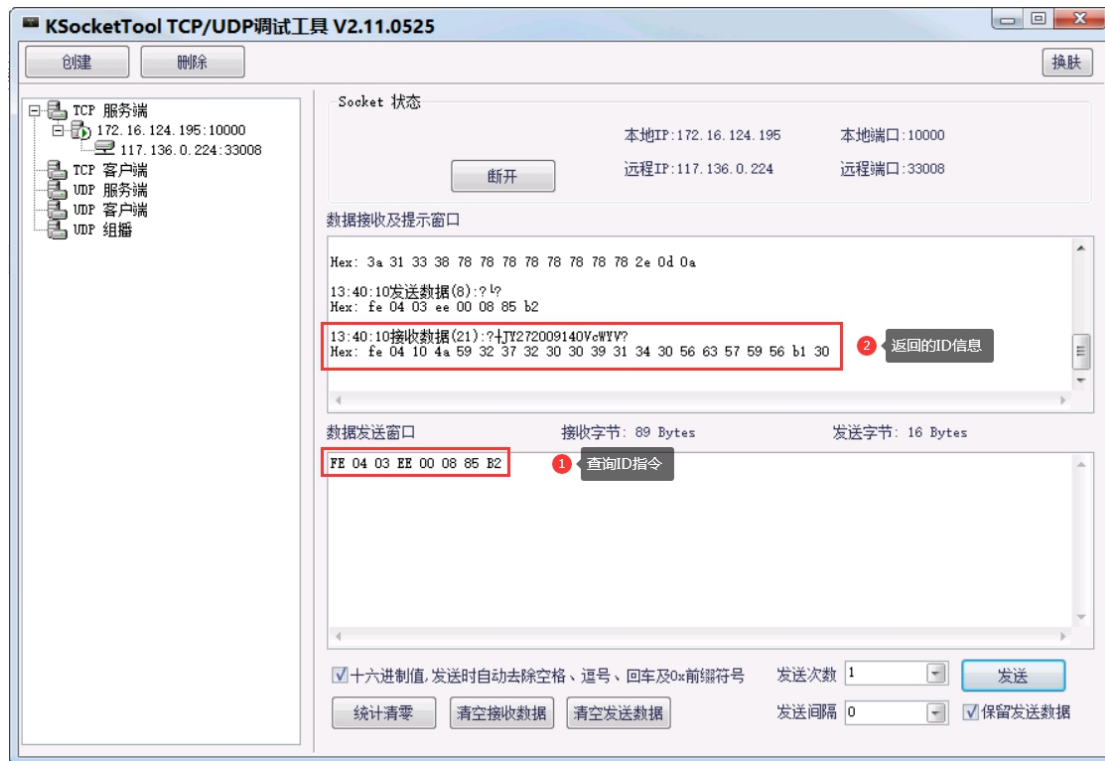 KSocketTool TCP/UDP调试工具 V2.11.0525
创建 删除 换肤
TCP 服务端
172.16.124.195:10000
117.136.0.224:33008
TCP 客户端
UDP 服务端
UDP 客户端
UDP 组播
Socket 状态
本地IP:172.16.124.195 本地端口:10000
断开 远程IP:117.136.0.224 远程端口:33008
数据接收及提示窗口
Hex: 3a 31 33 38 78 78 78 78 78 78 78 78 2e 0d 0a
13:40:10发送数据(8):?└?
Hex: fe 04 03 ee 00 08 85 b2
13:40:10接收数据(21):?┤JY272009140VcWYV?
Hex: fe 04 10 4a 59 32 37 32 30 30 39 31 34 30 56 63 57 59 56 b1 30
2 返回的ID信息
数据发送窗口 接收字节: 89 Bytes 发送字节: 16 Bytes
FE 04 03 EE 00 08 85 B2
1 查询ID指令
十六进制值,发送时自动去除空格、逗号、回车及0x前缀符号 发送次数 1 发送
统计清零 清空接收数据 清空发送数据 发送间隔 0 保留发送数据